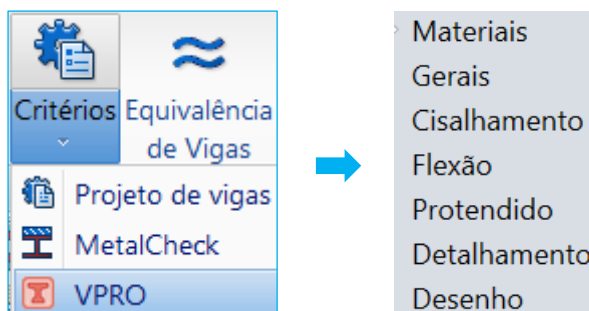 Critérios
Equivalência
de Vigas
Projeto de vigas
MetalCheck
VPRO
Materiais
Gerais
Cisalhamento
Flexão
Protendido
Detalhamento
Desenho